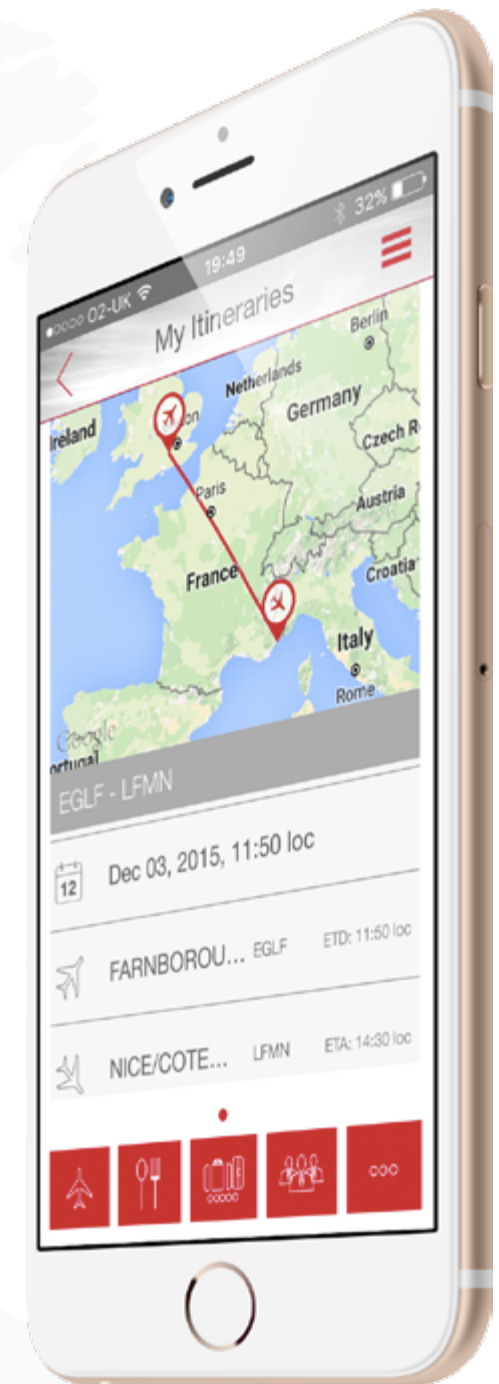 O2-UK 19:49 32%
My Itineraries
Berlin
Netherlands
Ireland
on
Germany
Czech R
Paris
Austria
France
Croatia
Italy
Rome
Google
ortugal
EGLF - LFMN
12 Dec 03, 2015, 11:50 loc
FARNBOROU... EGLF ETD: 11:50 loc
NICE/COTE... LFMN ETA: 14:30 loc